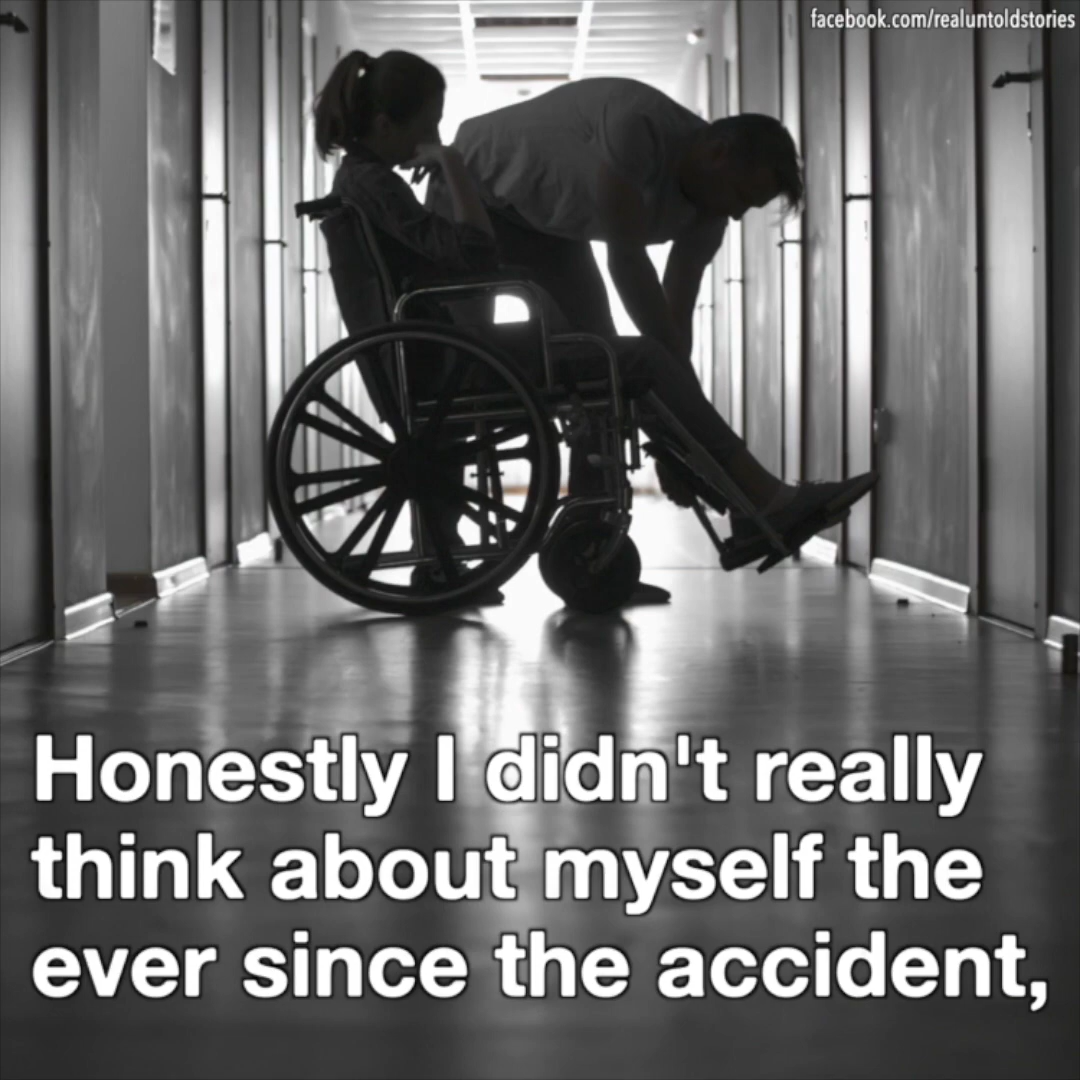 facebook.com/realuntoldstories
Honestly I didn't really
think about myself the
ever since the accident,